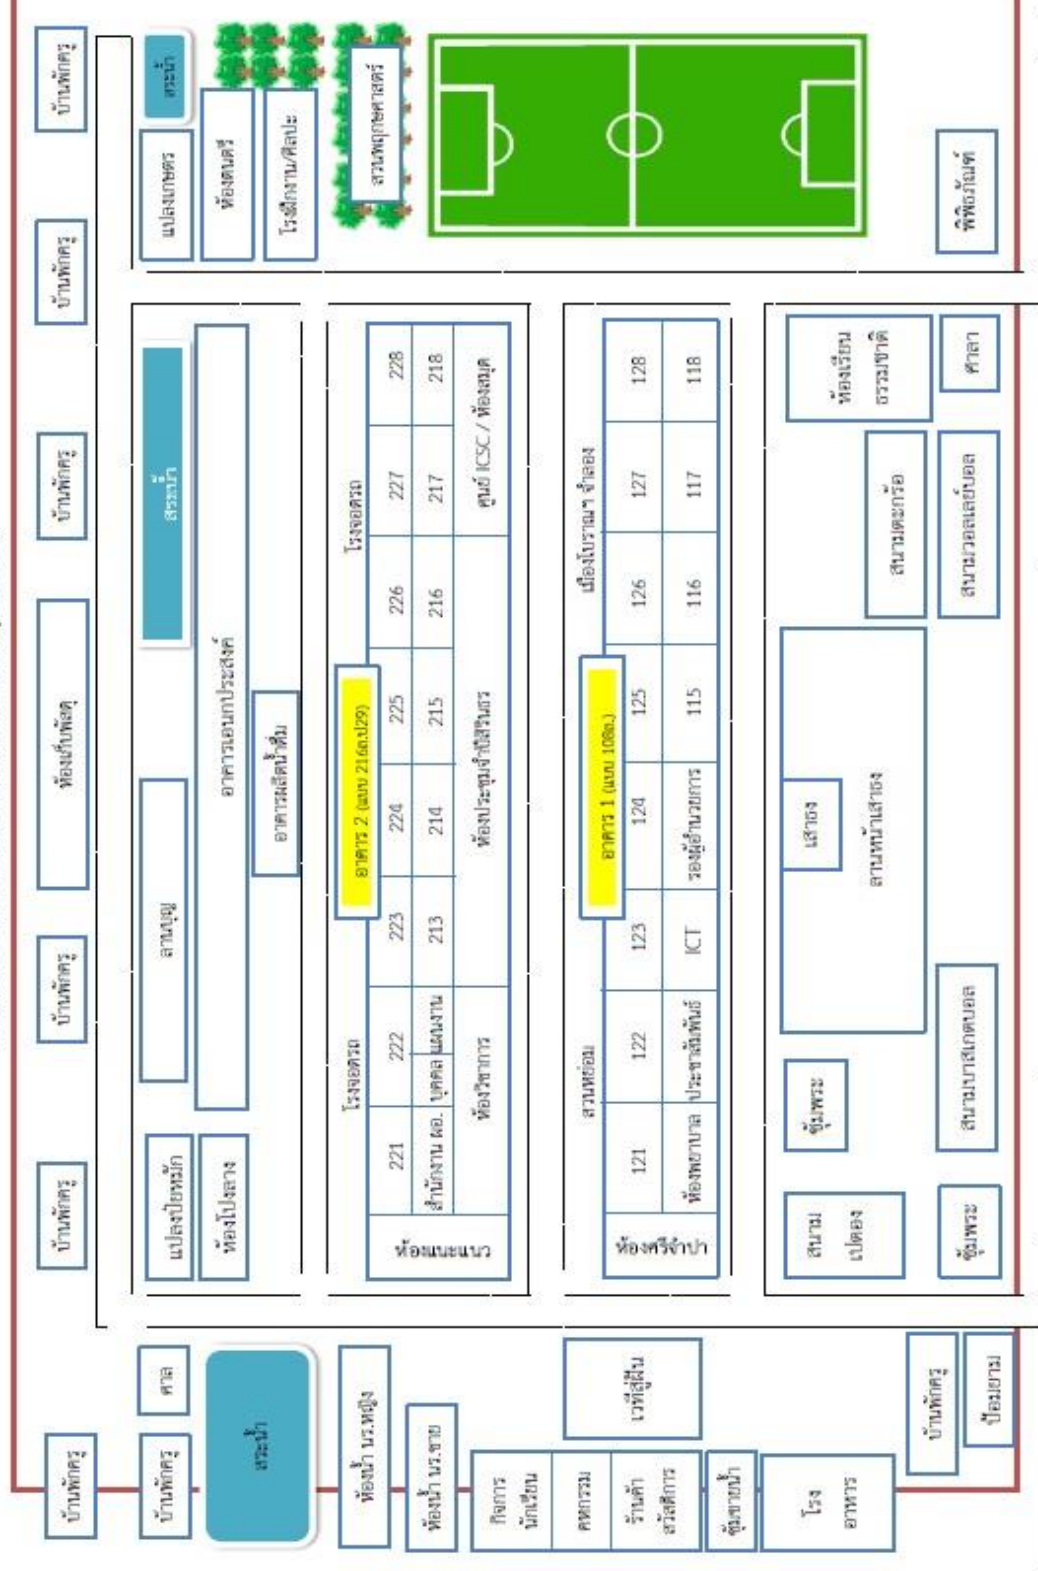 บ้านพักครู
บ้านพักครู
บ้านพักครู
บ้านพักครู
ห้องเก็บพัสดุ
บ้านพักครู
บ้านพักครู
บ้านพักครู
บ้านพักครู
ศาล
สระน้ำ
แปลงปุ๋ยหมัก
ลานบุญ
สระน้ำ
แปลงเกษตร
สระน้ำ
ห้องโปงลาง
อาคารเอนกประสงค์
ห้องดนตรี
อาคารผลิตน้ำดื่ม
โรงฝึกงาน/ศิลปะ
ห้องน้ำ นร.หญิง
โรงจอดรถ
อาคาร 2 (แบบ 216ล.ป29)
โรงจอดรถ
สวนพฤกษศาสตร์
ห้องน้ำ นร.ชาย
ห้องแนะแนว
221 222 223 224 225 226 227 228
สำนักงาน ผอ. บุคคล แผนงาน 213 214 215 216 217 218
ห้องวิชาการ ห้องประชุมจำปีสิรินธร ศูนย์ ICSC / ห้องสมุด
กิจการ
นักเรียน
คหกรรม
ร้านค้า
สวัสดิการ
เวทีสู่ฝัน
สวนหย่อม
อาคาร 1 (แบบ 108ล.)
เมืองโบราณฯ จำลอง
ห้องศรีจำปา
121 122 123 124 125 126 127 128
ห้องพยาบาล ประชาสัมพันธ์ ICT รองผู้อำนวยการ 115 116 117 118
ซุ้มขายน้ำ
โรง
อาหาร
สนาม
เปตอง
ซุ้มพระ
เสาธง
ลานหน้าเสาธง
ห้องเรียน
ธรรมชาติ
สนามตะกร้อ
บ้านพักครู
ป้อมยาม
ซุ้มพระ
สนามบาสเกตบอล
สนามวอลเลย์บอล
ศาลา
พิพิธภัณฑ์